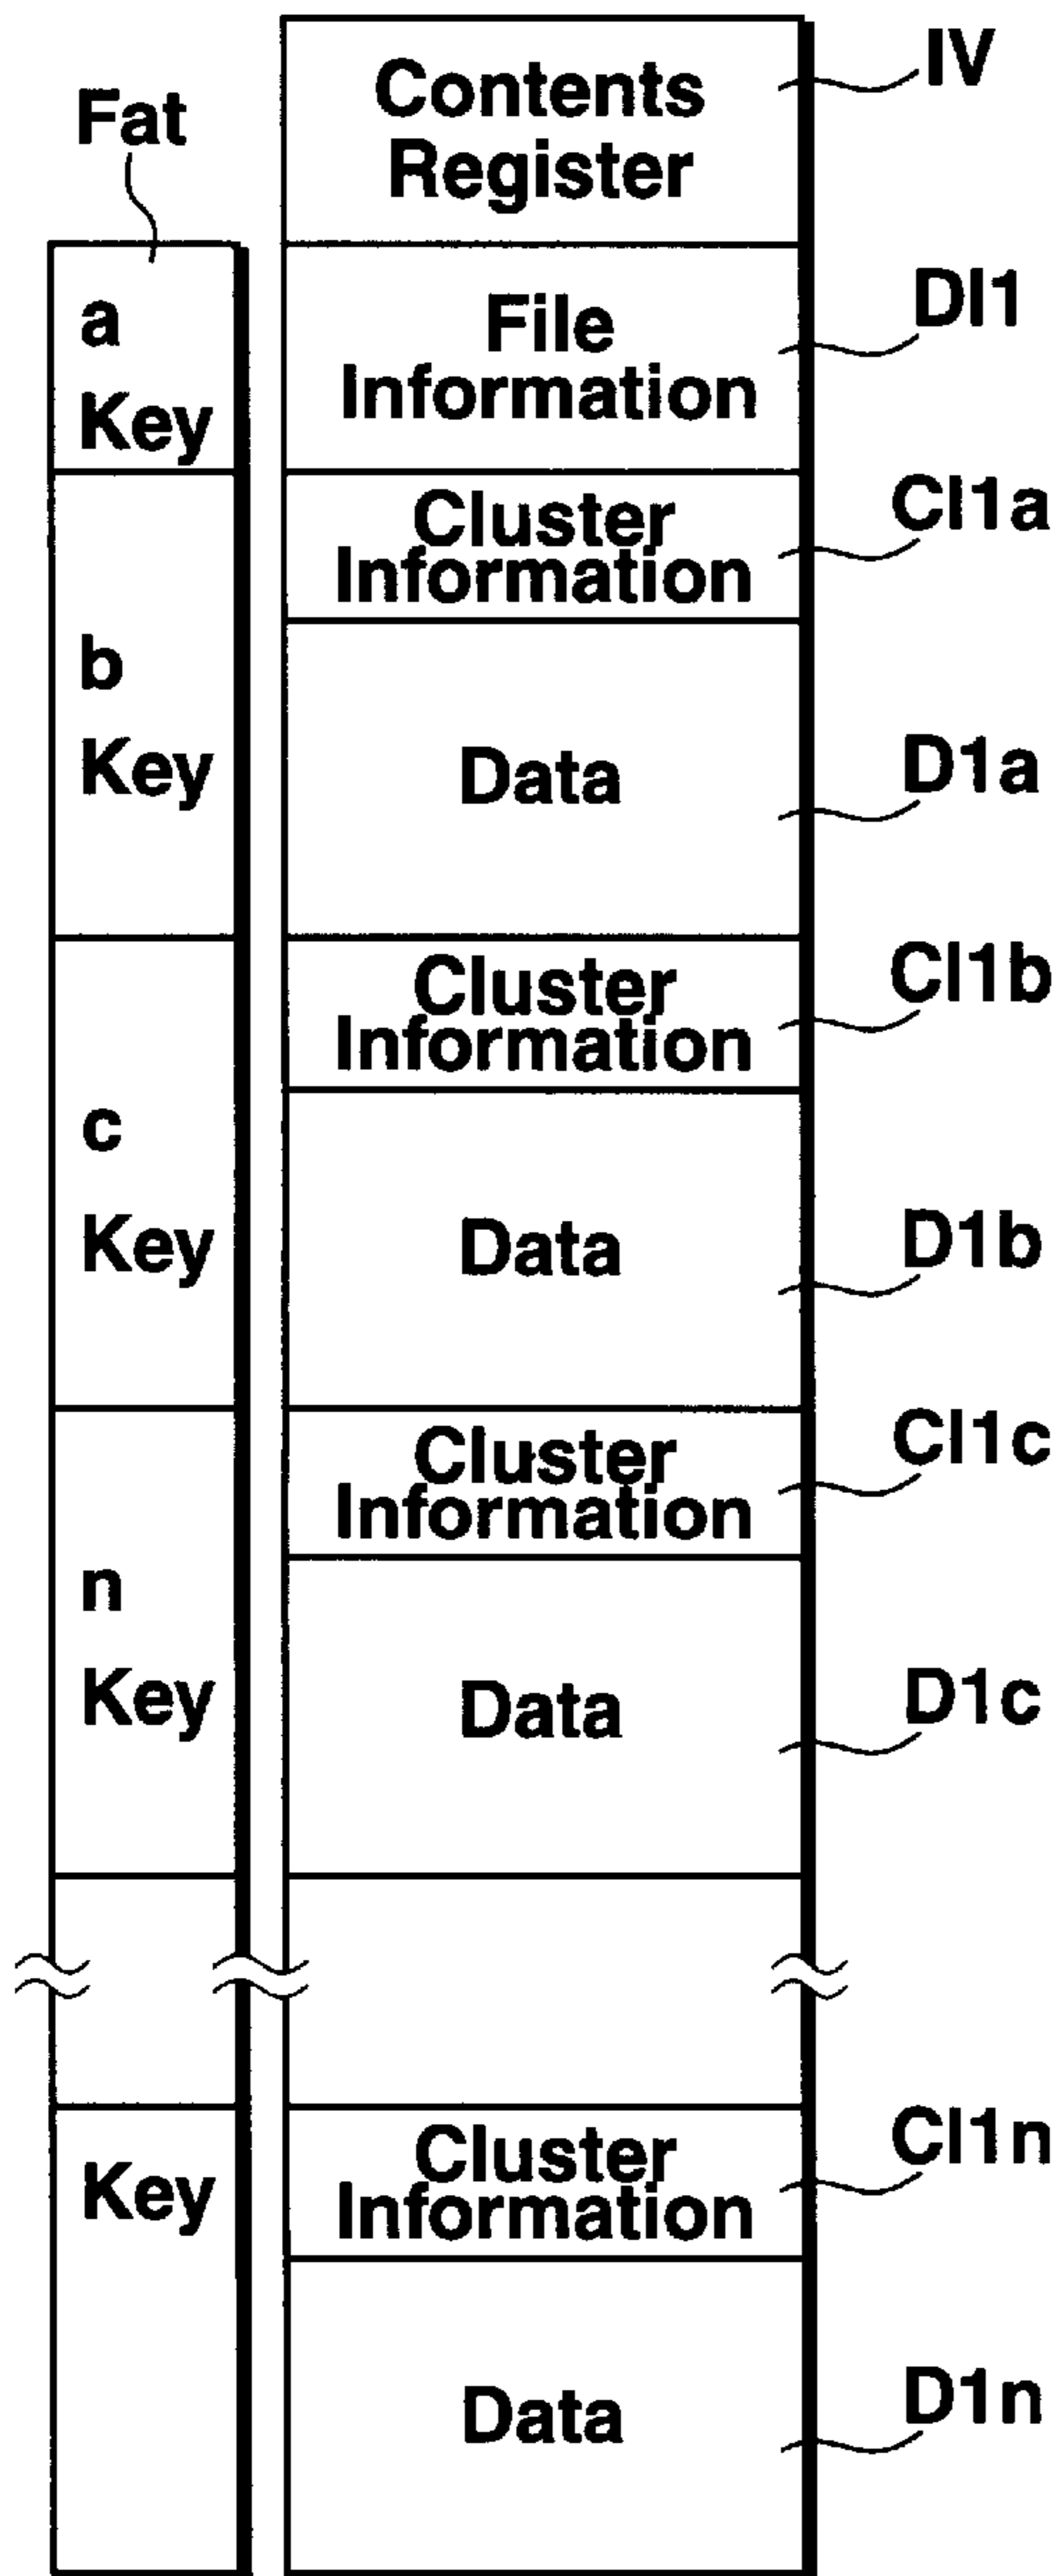 Contents
Register
IV
Fat
a
Key
File
Information
DI1
Cluster
Information
CI1a
b
Key
Data
D1a
Cluster
Information
CI1b
c
Key
Data
D1b
Cluster
Information
CI1c
n
Key
Data
D1c
Key
Cluster
Information
CI1n
Data
D1n